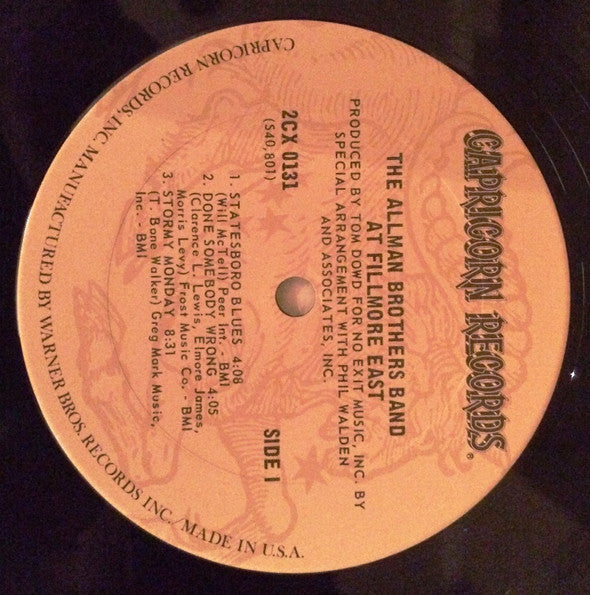 CAPRICORN RECORDS®
THE ALLMAN BROTHERS BAND
AT FILLMORE EAST
PRODUCED BY TOM DOWD FOR NO EXIT MUSIC, INC. BY
SPECIAL ARRANGEMENT WITH PHIL WALDEN
AND ASSOCIATES, INC.
2CX 0131
(S40,801)
SIDE I
1. STATESBORO BLUES 4:08
(Will McTell) Peer Int. - BMI
2. DONE SOMEBODY WRONG 4:05
(Clarence L. Lewis, Elmore James,
Morris Levy) Frost Music Co. - BMI
3. STORMY MONDAY 8:31
(T. Bone Walker) Greg Mark Music,
Inc. - BMI
CAPRICORN RECORDS, INC. MANUFACTURED BY WARNER BROS. RECORDS INC./MADE IN U.S.A.